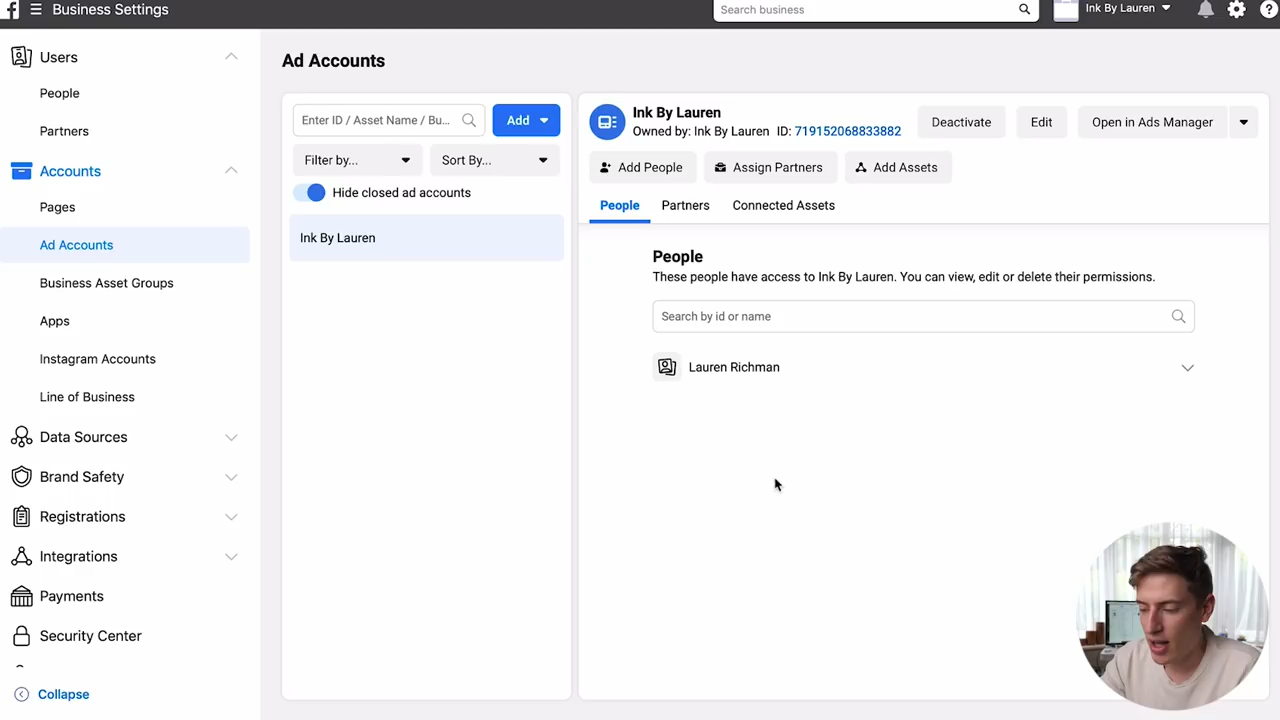 Business Settings
Search business
Ink By Lauren
Users
People
Partners
Accounts
Pages
Ad Accounts
Business Asset Groups
Apps
Instagram Accounts
Line of Business
Data Sources
Brand Safety
Registrations
Integrations
Payments
Security Center
Collapse
Ad Accounts
Enter ID / Asset Name / Bu...
Add
Filter by...
Sort By...
Hide closed ad accounts
Ink By Lauren
Ink By Lauren
Owned by: Ink By Lauren ID: 719152068833882
Deactivate
Edit
Open in Ads Manager
Add People
Assign Partners
Add Assets
People
Partners
Connected Assets
People
These people have access to Ink By Lauren. You can view, edit or delete their permissions.
Search by id or name
Lauren Richman